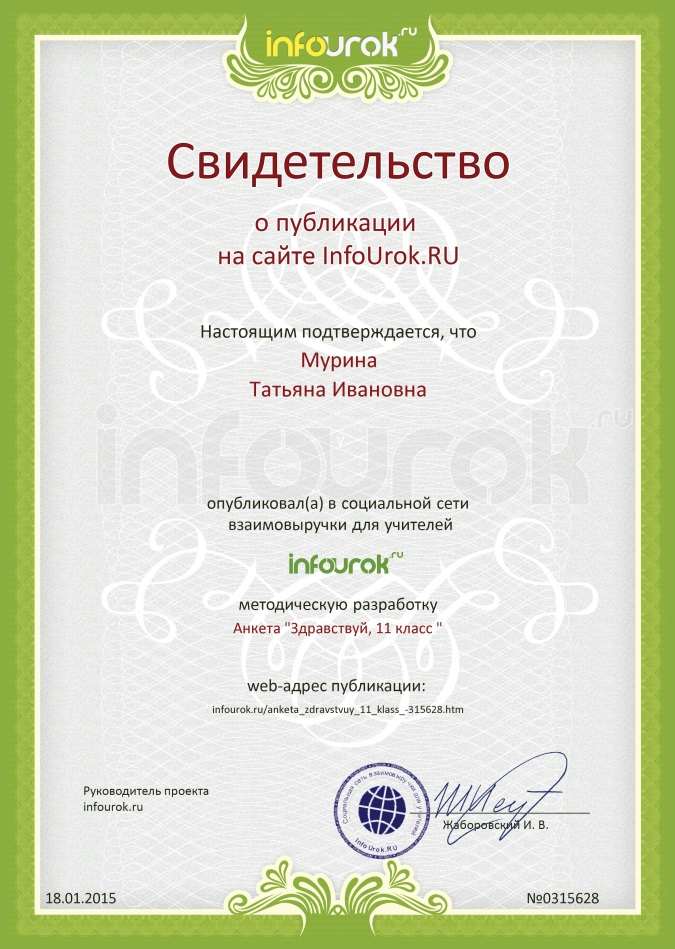 infourok.ru
Свидетельство
о публикации
на сайте InfoUrok.RU
Настоящим подтверждается, что
Мурина
Татьяна Ивановна
infourok.ru
опубликовал(а) в социальной сети
взаимовыручки для учителей
infourok.ru
методическую разработку
Анкета "Здравствуй, 11 класс "
web-адрес публикации:
infourok.ru/anketa_zdravstvuy_11_klass_-315628.htm
Руководитель проекта
infourok.ru
Социальная сеть взаимовыручки для учителей
InfoUrok.RU
Жаборовский И. В.
18.01.2015
№0315628